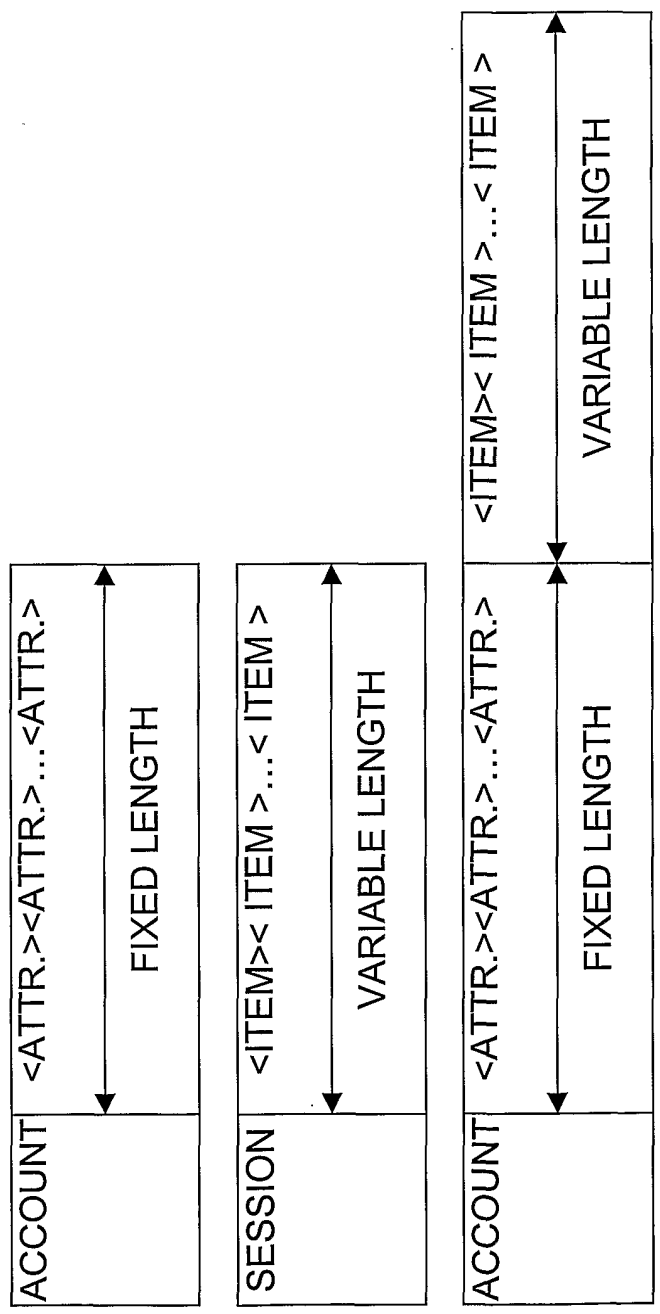 ACCOUNT
<ATTR.><ATTR.>...<ATTR.>
FIXED LENGTH
SESSION
<ITEM>< ITEM >...< ITEM >
VARIABLE LENGTH
ACCOUNT
<ATTR.><ATTR.>...<ATTR.>
FIXED LENGTH
<ITEM>< ITEM >...< ITEM >
VARIABLE LENGTH